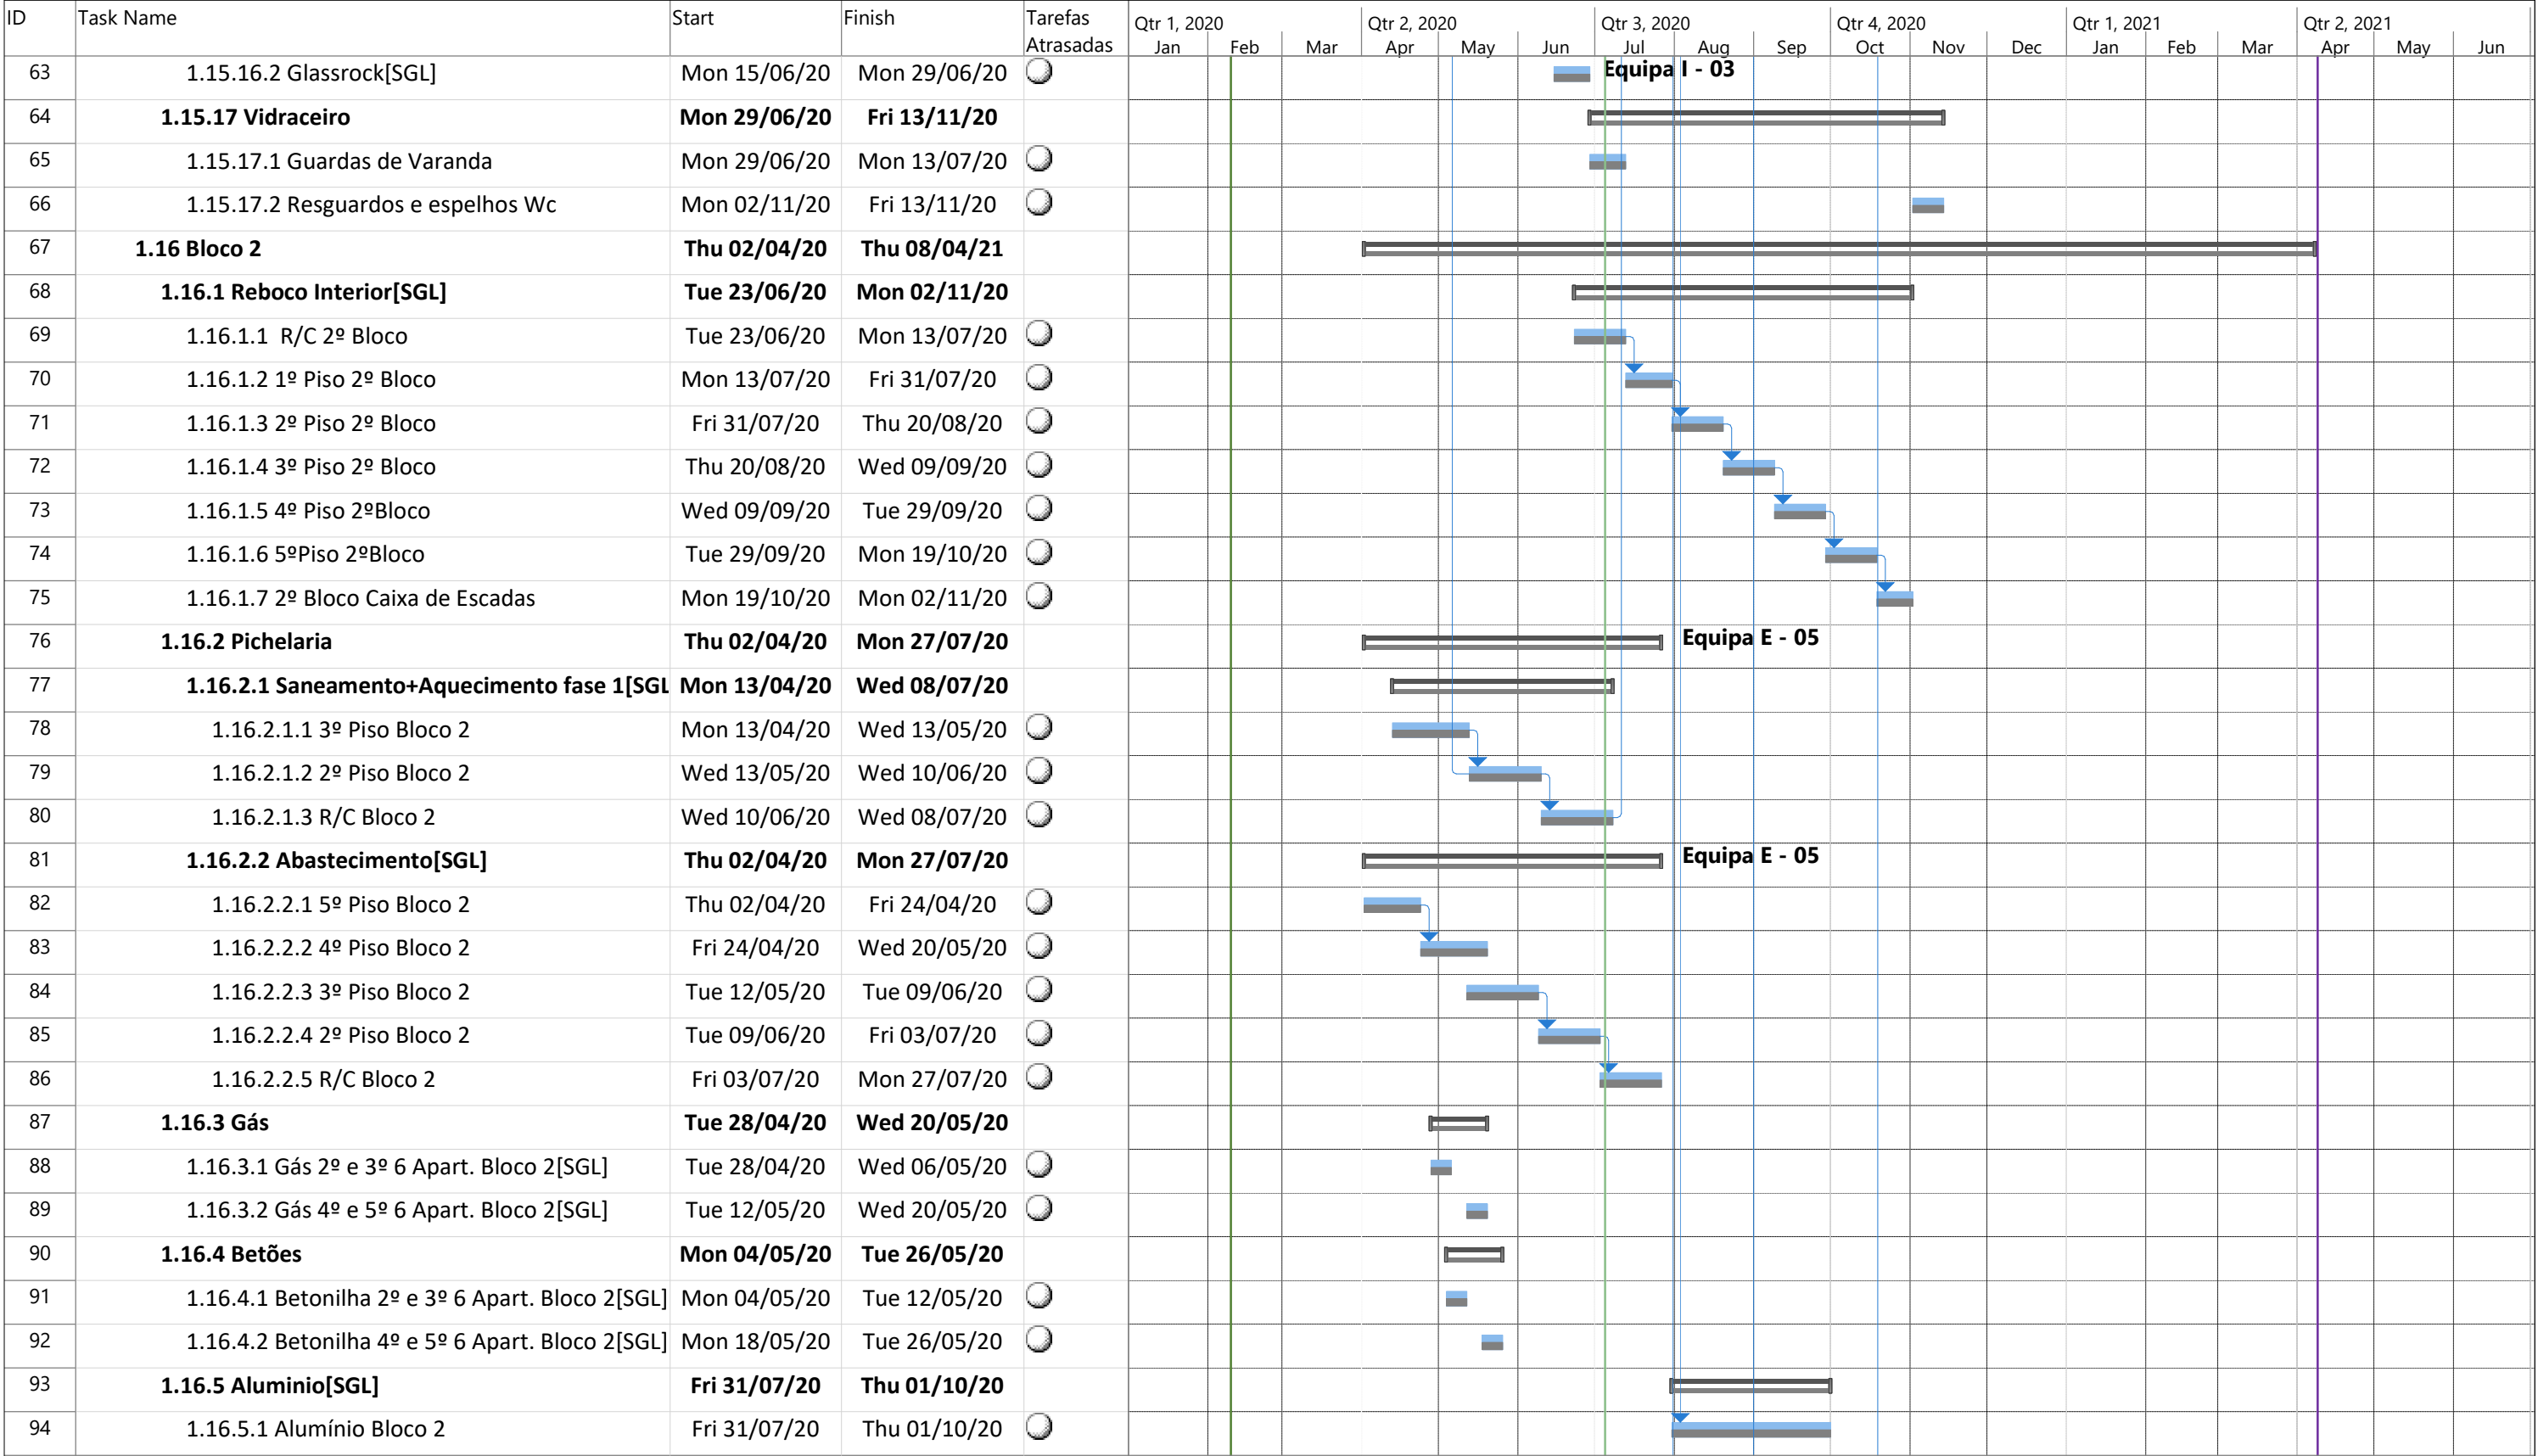 ID Task Name Start Finish Tarefas Atrasadas Qtr 1, 2020 Qtr 2, 2020 Qtr 3, 2020 Qtr 4, 2020 Qtr 1, 2021 Qtr 2, 2021
Jan Feb Mar Apr May Jun Jul Aug Sep Oct Nov Dec Jan Feb Mar Apr May Jun
63 1.15.16.2 Glassrock[SGL] Mon 15/06/20 Mon 29/06/20 Equipa I - 03
64 1.15.17 Vidraceiro Mon 29/06/20 Fri 13/11/20
65 1.15.17.1 Guardas de Varanda Mon 29/06/20 Mon 13/07/20
66 1.15.17.2 Resguardos e espelhos Wc Mon 02/11/20 Fri 13/11/20
67 1.16 Bloco 2 Thu 02/04/20 Thu 08/04/21
68 1.16.1 Reboco Interior[SGL] Tue 23/06/20 Mon 02/11/20
69 1.16.1.1 R/C 2º Bloco Tue 23/06/20 Mon 13/07/20
70 1.16.1.2 1º Piso 2º Bloco Mon 13/07/20 Fri 31/07/20
71 1.16.1.3 2º Piso 2º Bloco Fri 31/07/20 Thu 20/08/20
72 1.16.1.4 3º Piso 2º Bloco Thu 20/08/20 Wed 09/09/20
73 1.16.1.5 4º Piso 2ºBloco Wed 09/09/20 Tue 29/09/20
74 1.16.1.6 5ºPiso 2ºBloco Tue 29/09/20 Mon 19/10/20
75 1.16.1.7 2º Bloco Caixa de Escadas Mon 19/10/20 Mon 02/11/20
76 1.16.2 Pichelaria Thu 02/04/20 Mon 27/07/20 Equipa E - 05
77 1.16.2.1 Saneamento+Aquecimento fase 1[SGL Mon 13/04/20 Wed 08/07/20
78 1.16.2.1.1 3º Piso Bloco 2 Mon 13/04/20 Wed 13/05/20
79 1.16.2.1.2 2º Piso Bloco 2 Wed 13/05/20 Wed 10/06/20
80 1.16.2.1.3 R/C Bloco 2 Wed 10/06/20 Wed 08/07/20
81 1.16.2.2 Abastecimento[SGL] Thu 02/04/20 Mon 27/07/20 Equipa E - 05
82 1.16.2.2.1 5º Piso Bloco 2 Thu 02/04/20 Fri 24/04/20
83 1.16.2.2.2 4º Piso Bloco 2 Fri 24/04/20 Wed 20/05/20
84 1.16.2.2.3 3º Piso Bloco 2 Tue 12/05/20 Tue 09/06/20
85 1.16.2.2.4 2º Piso Bloco 2 Tue 09/06/20 Fri 03/07/20
86 1.16.2.2.5 R/C Bloco 2 Fri 03/07/20 Mon 27/07/20
87 1.16.3 Gás Tue 28/04/20 Wed 20/05/20
88 1.16.3.1 Gás 2º e 3º 6 Apart. Bloco 2[SGL] Tue 28/04/20 Wed 06/05/20
89 1.16.3.2 Gás 4º e 5º 6 Apart. Bloco 2[SGL] Tue 12/05/20 Wed 20/05/20
90 1.16.4 Betões Mon 04/05/20 Tue 26/05/20
91 1.16.4.1 Betonilha 2º e 3º 6 Apart. Bloco 2[SGL] Mon 04/05/20 Tue 12/05/20
92 1.16.4.2 Betonilha 4º e 5º 6 Apart. Bloco 2[SGL] Mon 18/05/20 Tue 26/05/20
93 1.16.5 Aluminio[SGL] Fri 31/07/20 Thu 01/10/20
94 1.16.5.1 Alumínio Bloco 2 Fri 31/07/20 Thu 01/10/20